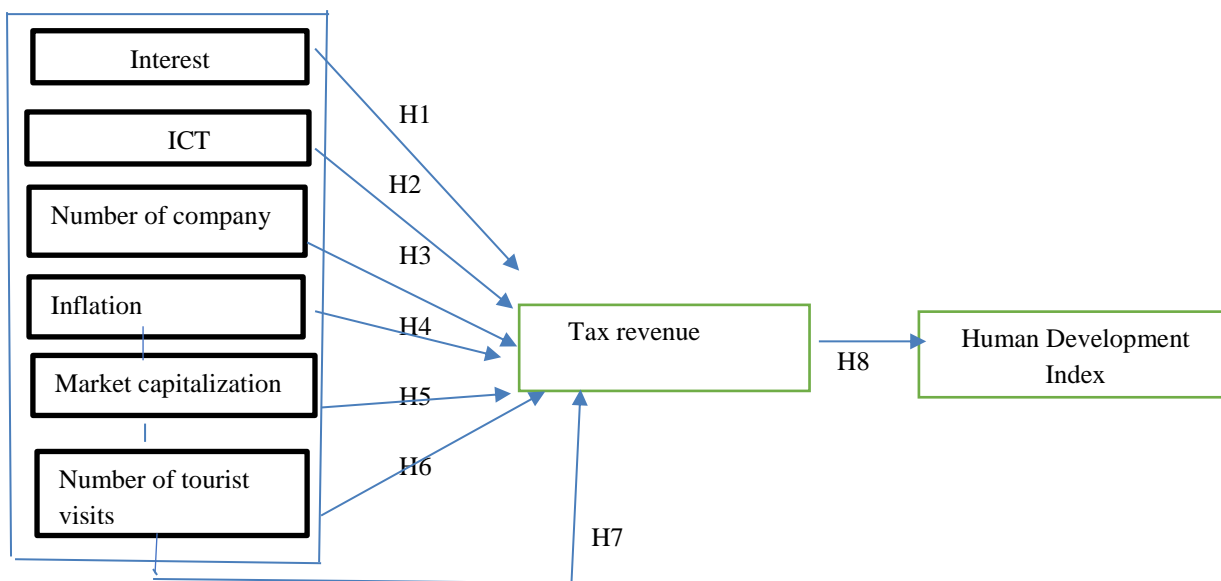 Interest
H1
ICT
H2
Number of company
H3
Inflation
H4
Tax revenue
H8
Human Development
Index
Market capitalization
H5
H6
Number of tourist
visits
H7